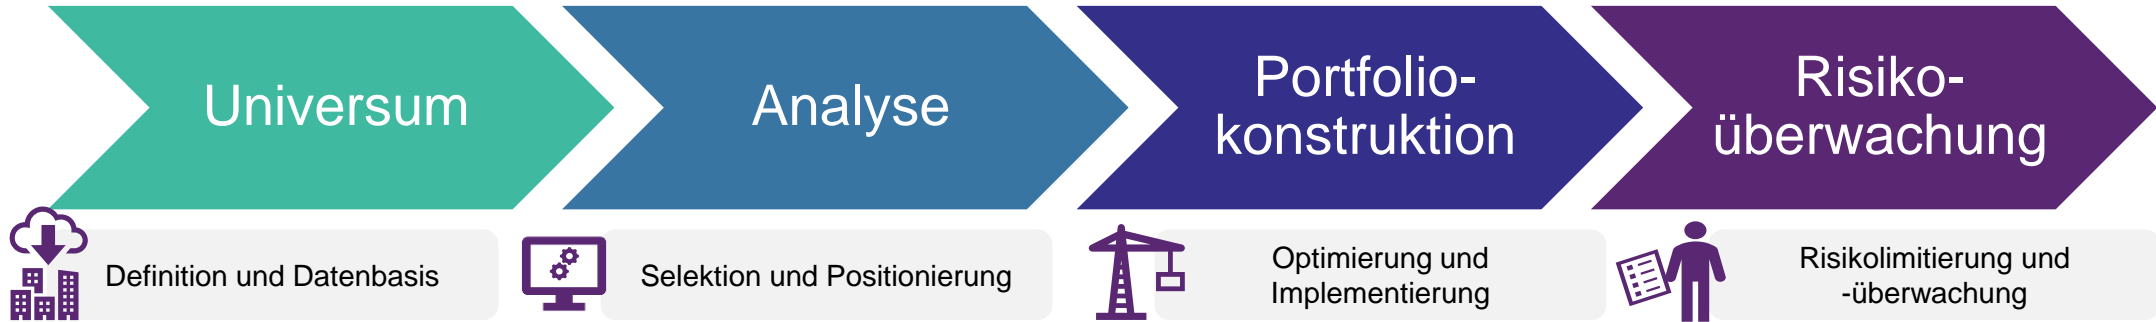 Universum
Analyse
Portfolio-
konstruktion
Risiko-
überwachung
Definition und Datenbasis
Selektion und Positionierung
Optimierung und
Implementierung
Risikolimitierung und
-überwachung